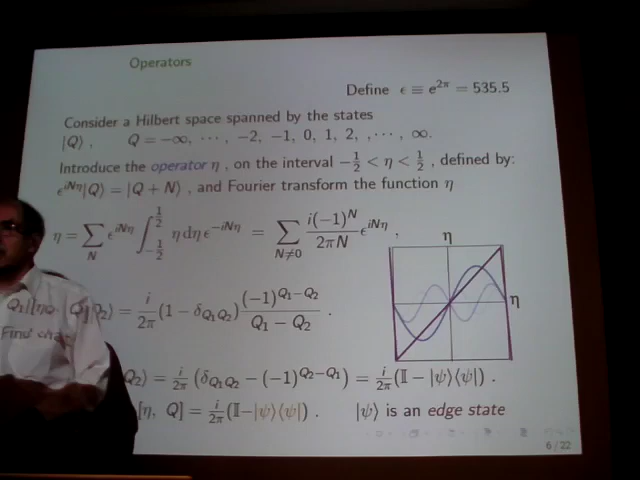 Operators
Define ϵ ≡ e^{2π} = 535.5
Consider a Hilbert space spanned by the states
|Q⟩ , Q = −∞, ⋯ , −2, −1, 0, 1, 2, ,⋯ , ∞.
Introduce the operator η , on the interval −1/2 < η < 1/2 , defined by:
ϵ^{iNη}|Q⟩ = |Q + N⟩ , and Fourier transform the function η
η = ∑_N ϵ^{iNη} ∫_{−1/2}^{1/2} η dη ϵ^{−iNη} = ∑_{N≠0} i(−1)^N / 2πN ϵ^{iNη} ,
η
η
Q₂⟩ = i/2π (1 − δ_{Q₁Q₂}) (−1)^{Q₁−Q₂} / Q₁ − Q₂ .
Q₂⟩ = i/2π (δ_{Q₁Q₂} − (−1)^{Q₂−Q₁}) = i/2π (𝕀 − |ψ⟩⟨ψ|) .
[η, Q] = i/2π (𝕀−|ψ⟩⟨ψ|) . |ψ⟩ is an edge state
6 / 22